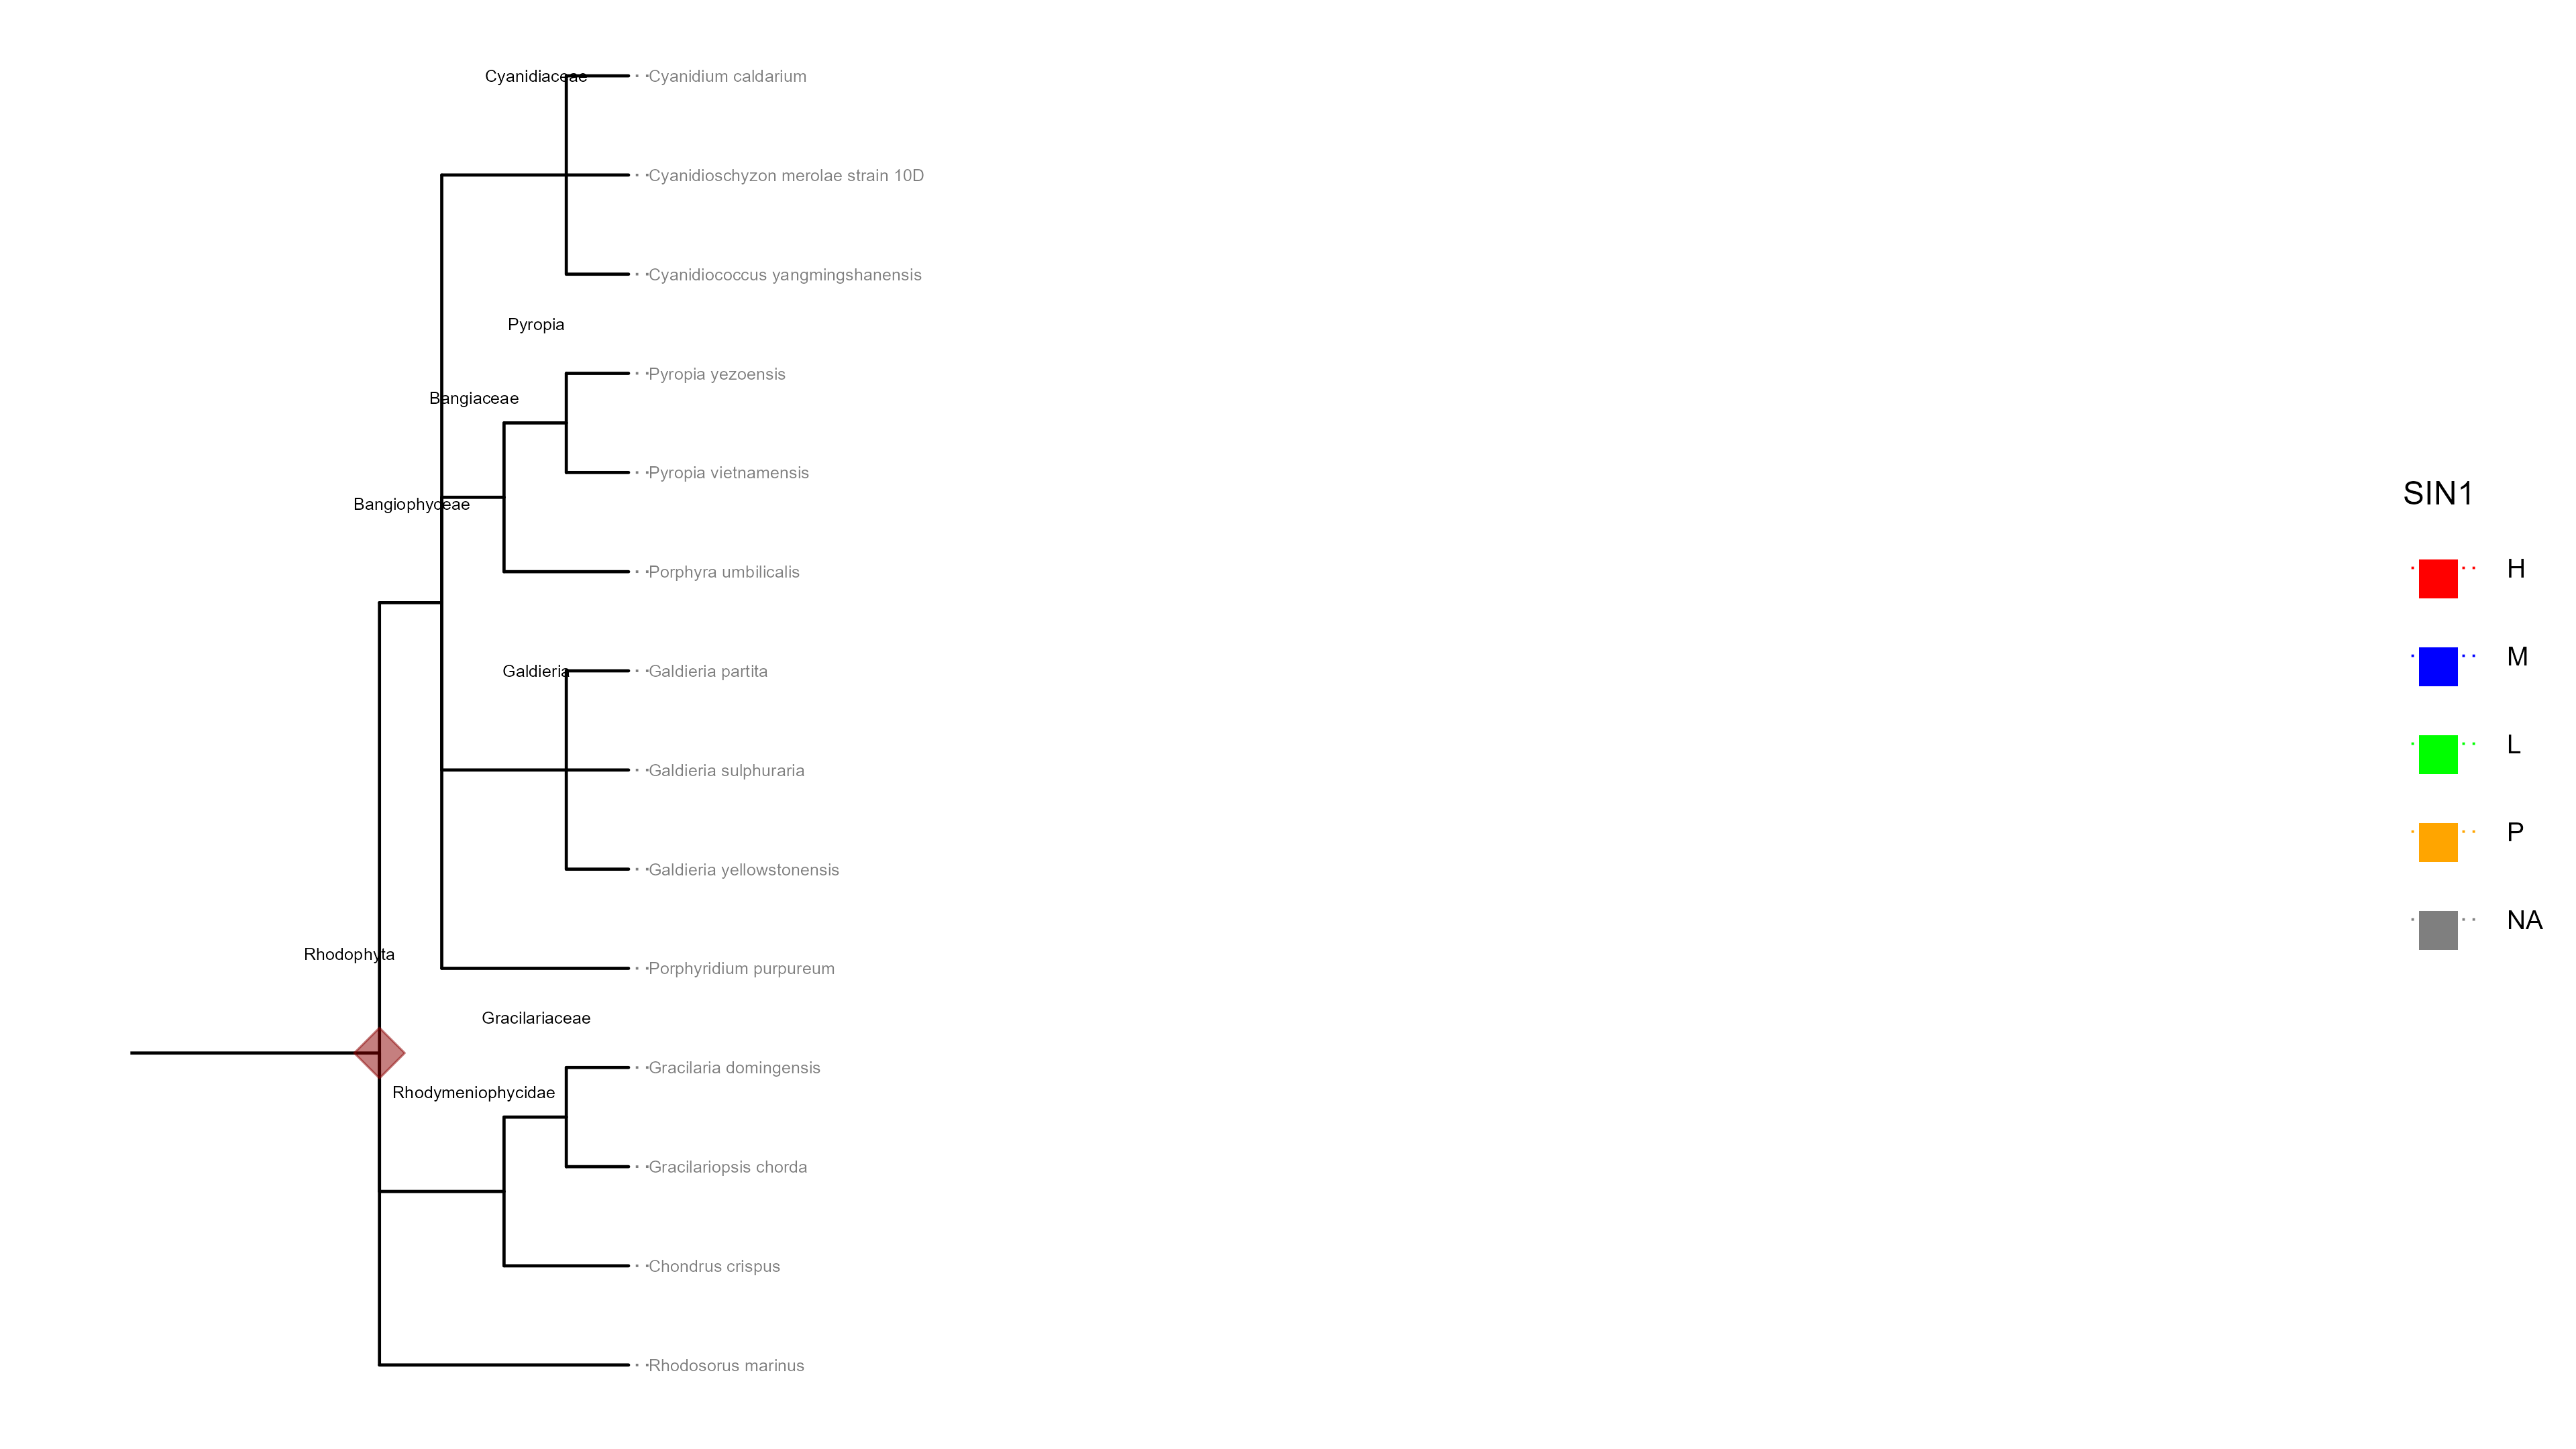 Cyanidiaceae
Cyanidium caldarium
Cyanidioschyzon merolae strain 10D
Cyanidiococcus yangmingshanensis
Pyropia
Pyropia yezoensis
Bangiaceae
Pyropia vietnamensis
Bangiophyceae
Porphyra umbilicalis
Galdieria
Galdieria partita
Galdieria sulphuraria
Galdieria yellowstonensis
Rhodophyta
Porphyridium purpureum
Gracilariaceae
Gracilaria domingensis
Rhodymeniophycidae
Gracilariopsis chorda
Chondrus crispus
Rhodosorus marinus
SIN1
H
M
L
P
NA